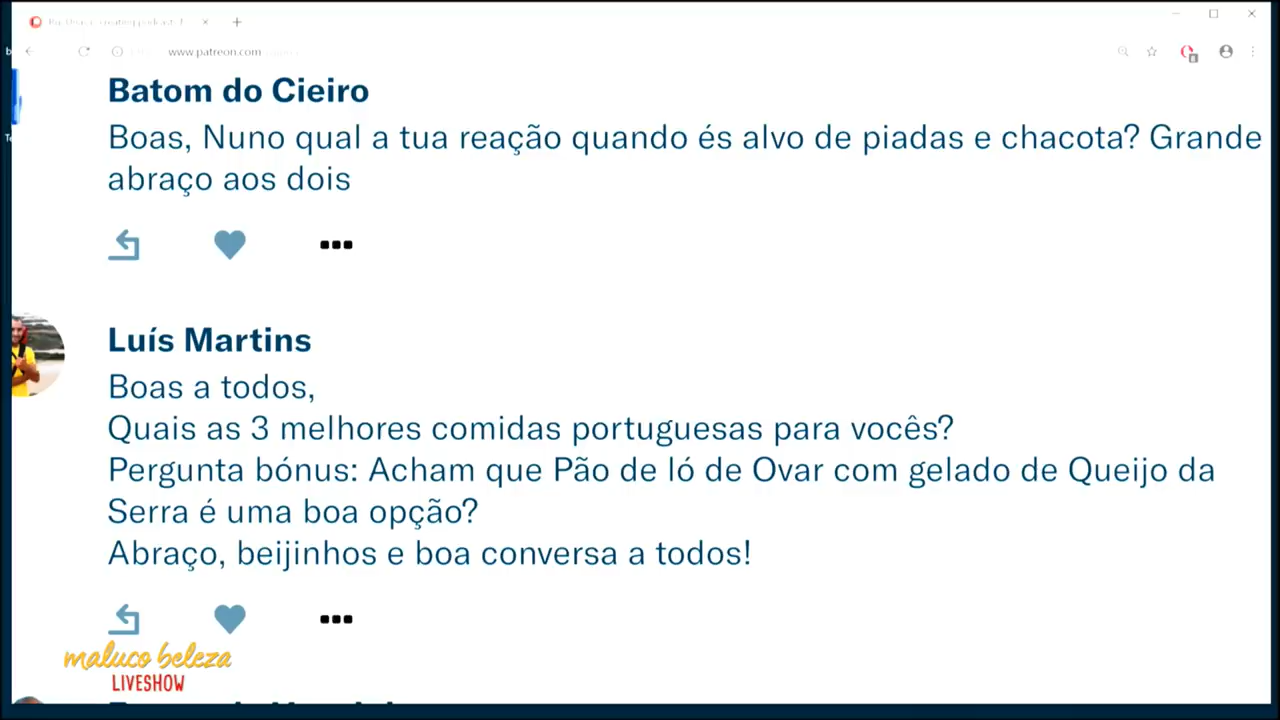 www.patreon.com
Batom do Cieiro
Boas, Nuno qual a tua reação quando és alvo de piadas e chacota? Grande
abraço aos dois
Luís Martins
Boas a todos,
Quais as 3 melhores comidas portuguesas para vocês?
Pergunta bónus: Acham que Pão de ló de Ovar com gelado de Queijo da
Serra é uma boa opção?
Abraço, beijinhos e boa conversa a todos!
maluco beleza
LIVESHOW